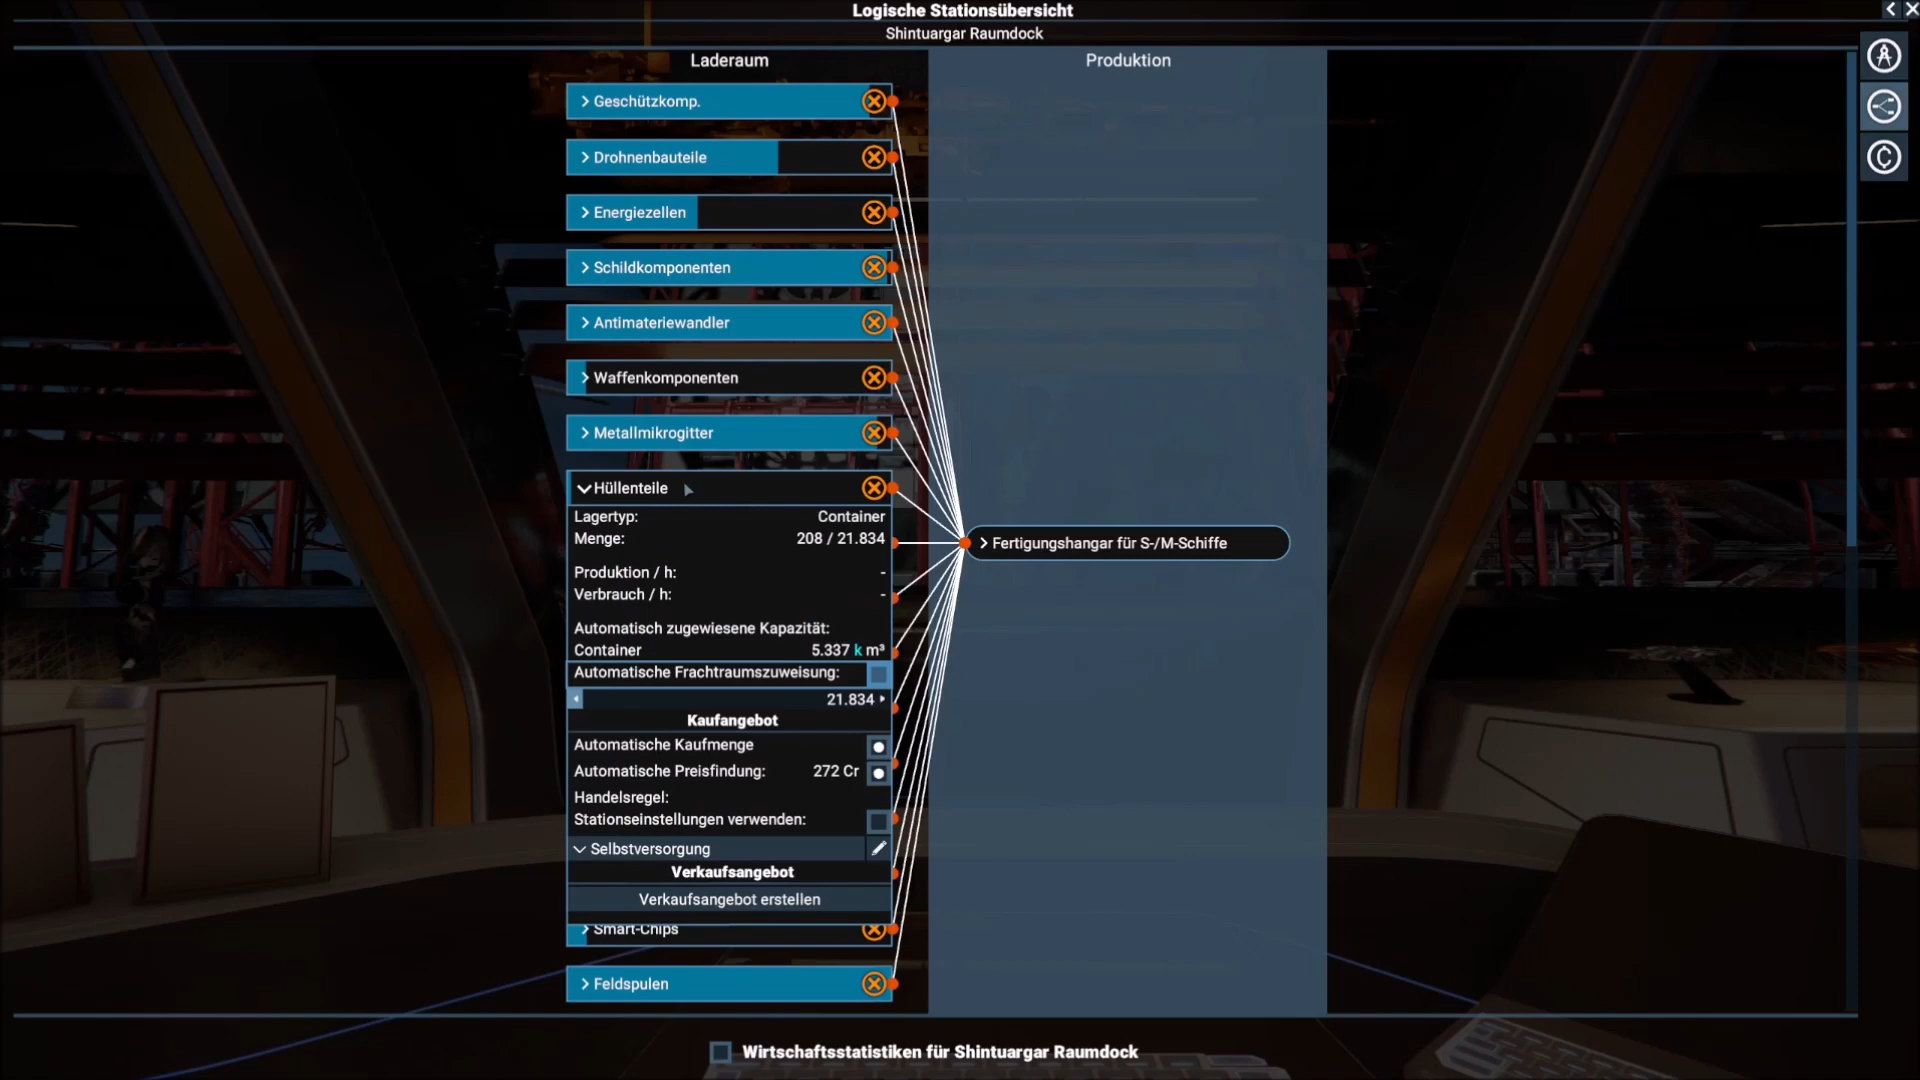 Logische Stationsübersicht
Shintuargar Raumdock
Laderaum
Produktion
Geschützkomp.
Drohnenbauteile
Energiezellen
Schildkomponenten
Antimateriewandler
Waffenkomponenten
Metallmikrogitter
Hüllenteile
Lagertyp: Container
Menge: 208 / 21.834
Produktion / h: -
Verbrauch / h: -
Automatisch zugewiesene Kapazität:
Container 5.337 k m³
Automatische Frachtraumszuweisung:
21.834
Kaufangebot
Automatische Kaufmenge
Automatische Preisfindung: 272 Cr
Handelsregel:
Stationseinstellungen verwenden:
Selbstversorgung
Verkaufsangebot
Verkaufsangebot erstellen
Smart-Chips
Feldspulen
Fertigungshangar für S-/M-Schiffe
Wirtschaftsstatistiken für Shintuargar Raumdock